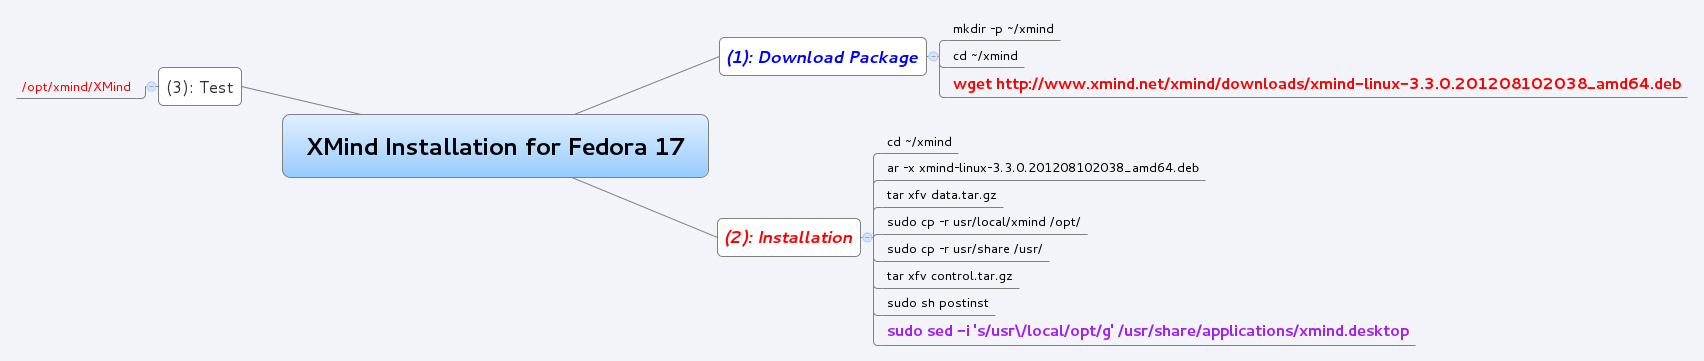 XMind Installation for Fedora 17
(1): Download Package
mkdir -p ~/xmind
cd ~/xmind
wget http://www.xmind.net/xmind/downloads/xmind-linux-3.3.0.201208102038_amd64.deb
(2): Installation
cd ~/xmind
ar -x xmind-linux-3.3.0.201208102038_amd64.deb
tar xfv data.tar.gz
sudo cp -r usr/local/xmind /opt/
sudo cp -r usr/share /usr/
tar xfv control.tar.gz
sudo sh postinst
sudo sed -i 's/usr\/local/opt/g' /usr/share/applications/xmind.desktop
(3): Test
/opt/xmind/XMind